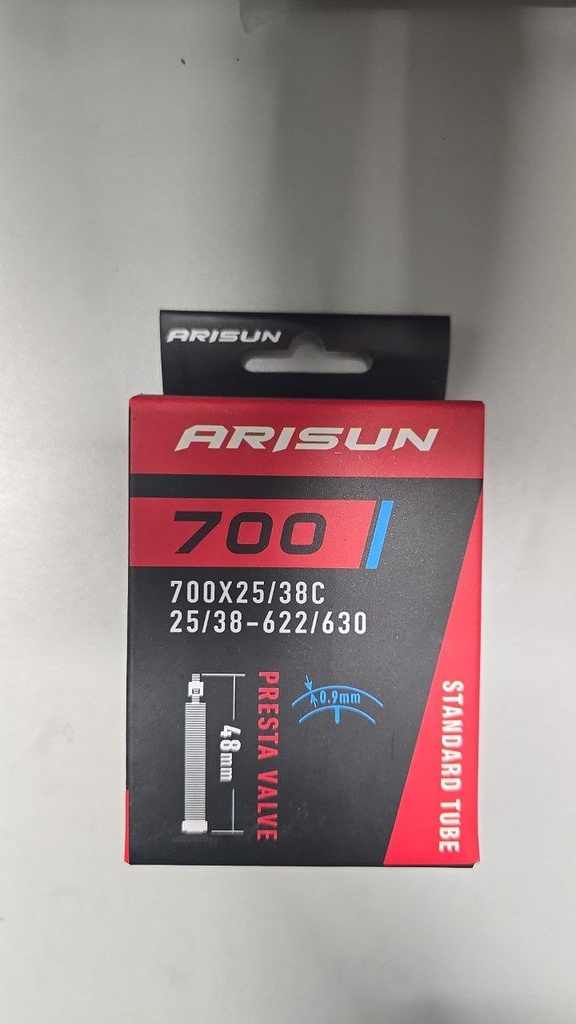 ARISUN
ARISUN
700
700X25/38C
25/38-622/630
PRESTA VALVE
48mm
0.9mm
STANDARD TUBE